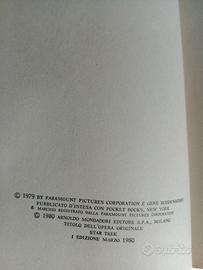 © 1979 BY PARAMOUNT PICTURES CORPORATION E GENE RODDENBERRY
PUBBLICATO D'INTESA CON POCKET BOOKS, NEW YORK
® MARCHIO REGISTRATO DALLA PARAMOUNT PICTURES CORPORATION
© 1980 ARNOLDO MONDADORI EDITORE S.P.A., MILANO
TITOLO DELL'OPERA ORIGINALE
STAR TREK
I EDIZIONE MARZO 1980
subito